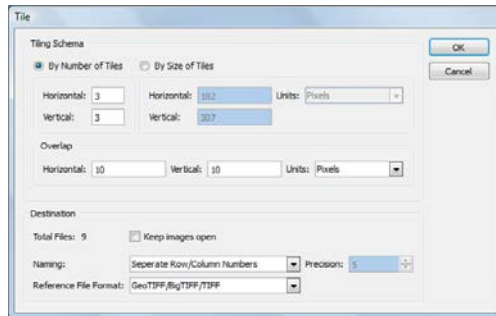 Tile
Tiling Schema
By Number of Tiles By Size of Tiles
OK
Cancel
Horizontal: 3 Horizontal: 182 Units: Pixels
Vertical: 3 Vertical: 307
Overlap
Horizontal: 10 Vertical: 10 Units: Pixels
Destination
Total Files: 9 Keep images open
Naming: Seperate Row/Column Numbers Precision: 5
Reference File Format: GeoTIFF/BigTIFF/TIFF